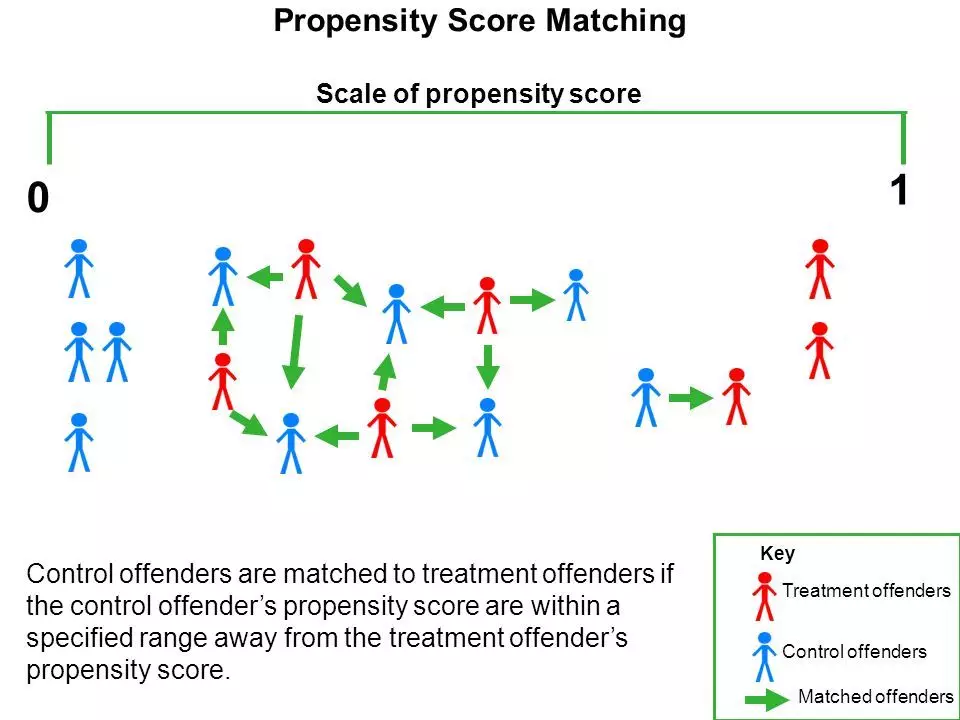 Propensity Score Matching
Scale of propensity score
0
1
Control offenders are matched to treatment offenders if
the control offender’s propensity score are within a
specified range away from the treatment offender’s
propensity score.
Key
Treatment offenders
Control offenders
Matched offenders